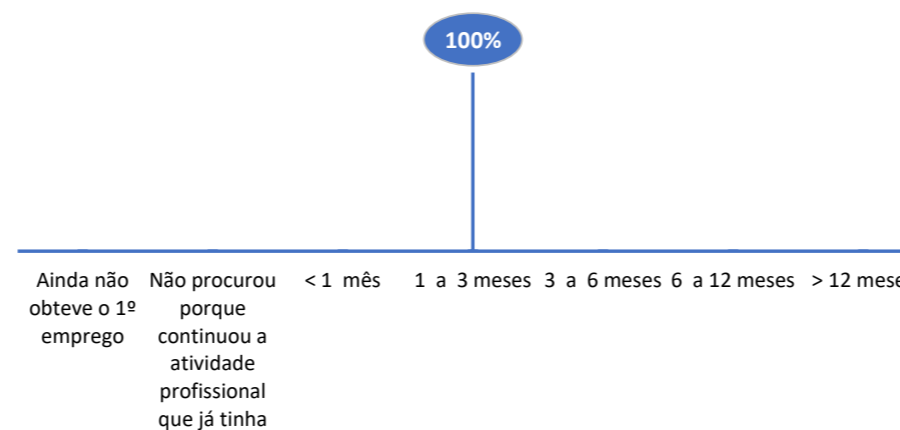 100%
Ainda não
obteve o 1º
emprego
Não procurou
porque
continuou a
atividade
profissional
que já tinha
< 1 mês
1 a 3 meses
3 a 6 meses
6 a 12 meses
> 12 mese